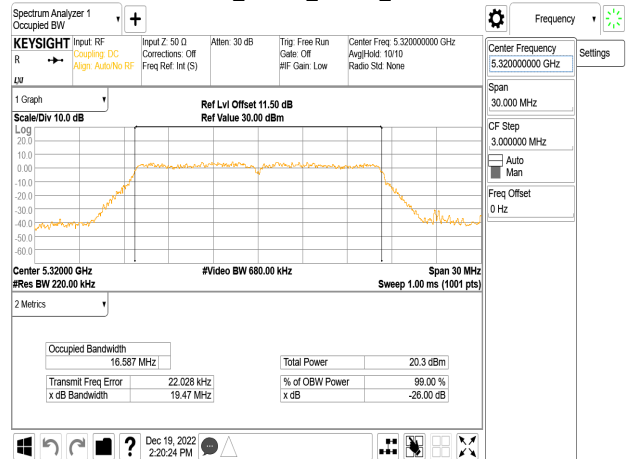 Spectrum Analyzer 1
Occupied BW
KEYSIGHT
R
Input: RF
Coupling: DC
Align: Auto/No RF
Input Z: 50 Ω
Corrections: Off
Freq Ref: Int (S)
Atten: 30 dB
Trig: Free Run
Gate: Off
#IF Gain: Low
Center Freq: 5.320000000 GHz
Avg|Hold: 10/10
Radio Std: None
1 Graph
Scale/Div 10.0 dB
Ref Lvl Offset 11.50 dB
Ref Value 30.00 dBm
Log
20.0
10.0
0.00
-10.0
-20.0
-30.0
-40.0
-50.0
-60.0
Center 5.32000 GHz
#Video BW 680.00 kHz
Span 30 MHz
#Res BW 220.00 kHz
Sweep 1.00 ms (1001 pts)
2 Metrics
Occupied Bandwidth
16.587 MHz
Total Power 20.3 dBm
Transmit Freq Error 22.028 kHz
% of OBW Power 99.00 %
x dB Bandwidth 19.47 MHz
x dB -26.00 dB
Dec 19, 2022
2:20:24 PM
Frequency
Settings
Center Frequency
5.320000000 GHz
Span
30.000 MHz
CF Step
3.000000 MHz
Auto
Man
Freq Offset
0 Hz